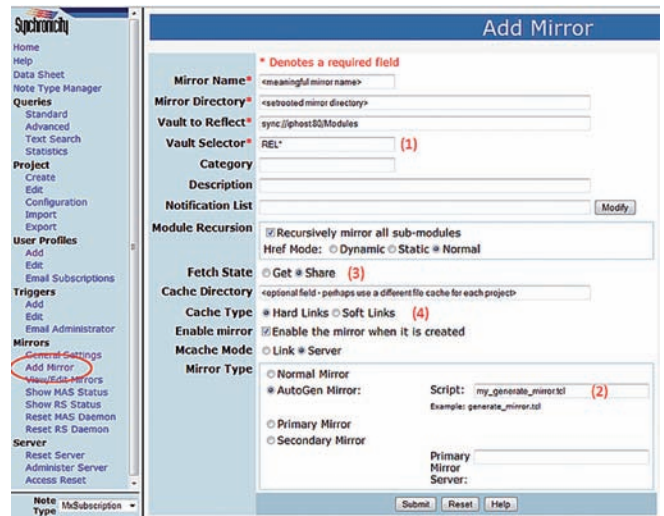 Synchronicity
Home
Help
Data Sheet
Note Type Manager
Queries
Standard
Advanced
Text Search
Statistics
Project
Create
Edit
Configuration
Import
Export
User Profiles
Add
Edit
Email Subscriptions
Triggers
Add
Edit
Email Administrator
Mirrors
General Settings
Add Mirror
View/Edit Mirrors
Show MAS Status
Show RS Status
Reset MAS Daemon
Reset RS Daemon
Server
Reset Server
Administer Server
Access Reset
Note Type MxSubscription
Add Mirror
* Denotes a required field
Mirror Name* <meaningful mirror name>
Mirror Directory* <setrooted mirror directory>
Vault to Reflect* sync://iphost80/Modules
Vault Selector* REL* (1)
Category
Description
Notification List Modify
Module Recursion Recursively mirror all sub-modules
Href Mode: Dynamic Static Normal
Fetch State Get Share (3)
Cache Directory <optional field - perhaps use a different file cache for each project>
Cache Type Hard Links Soft Links (4)
Enable mirror Enable the mirror when it is created
Mcache Mode Link Server
Mirror Type Normal Mirror
AutoGen Mirror: Script: my_generate_mirror.tcl (2)
Example: generate_mirror.tcl
Primary Mirror
Secondary Mirror
Primary
Mirror
Server:
Submit Reset Help